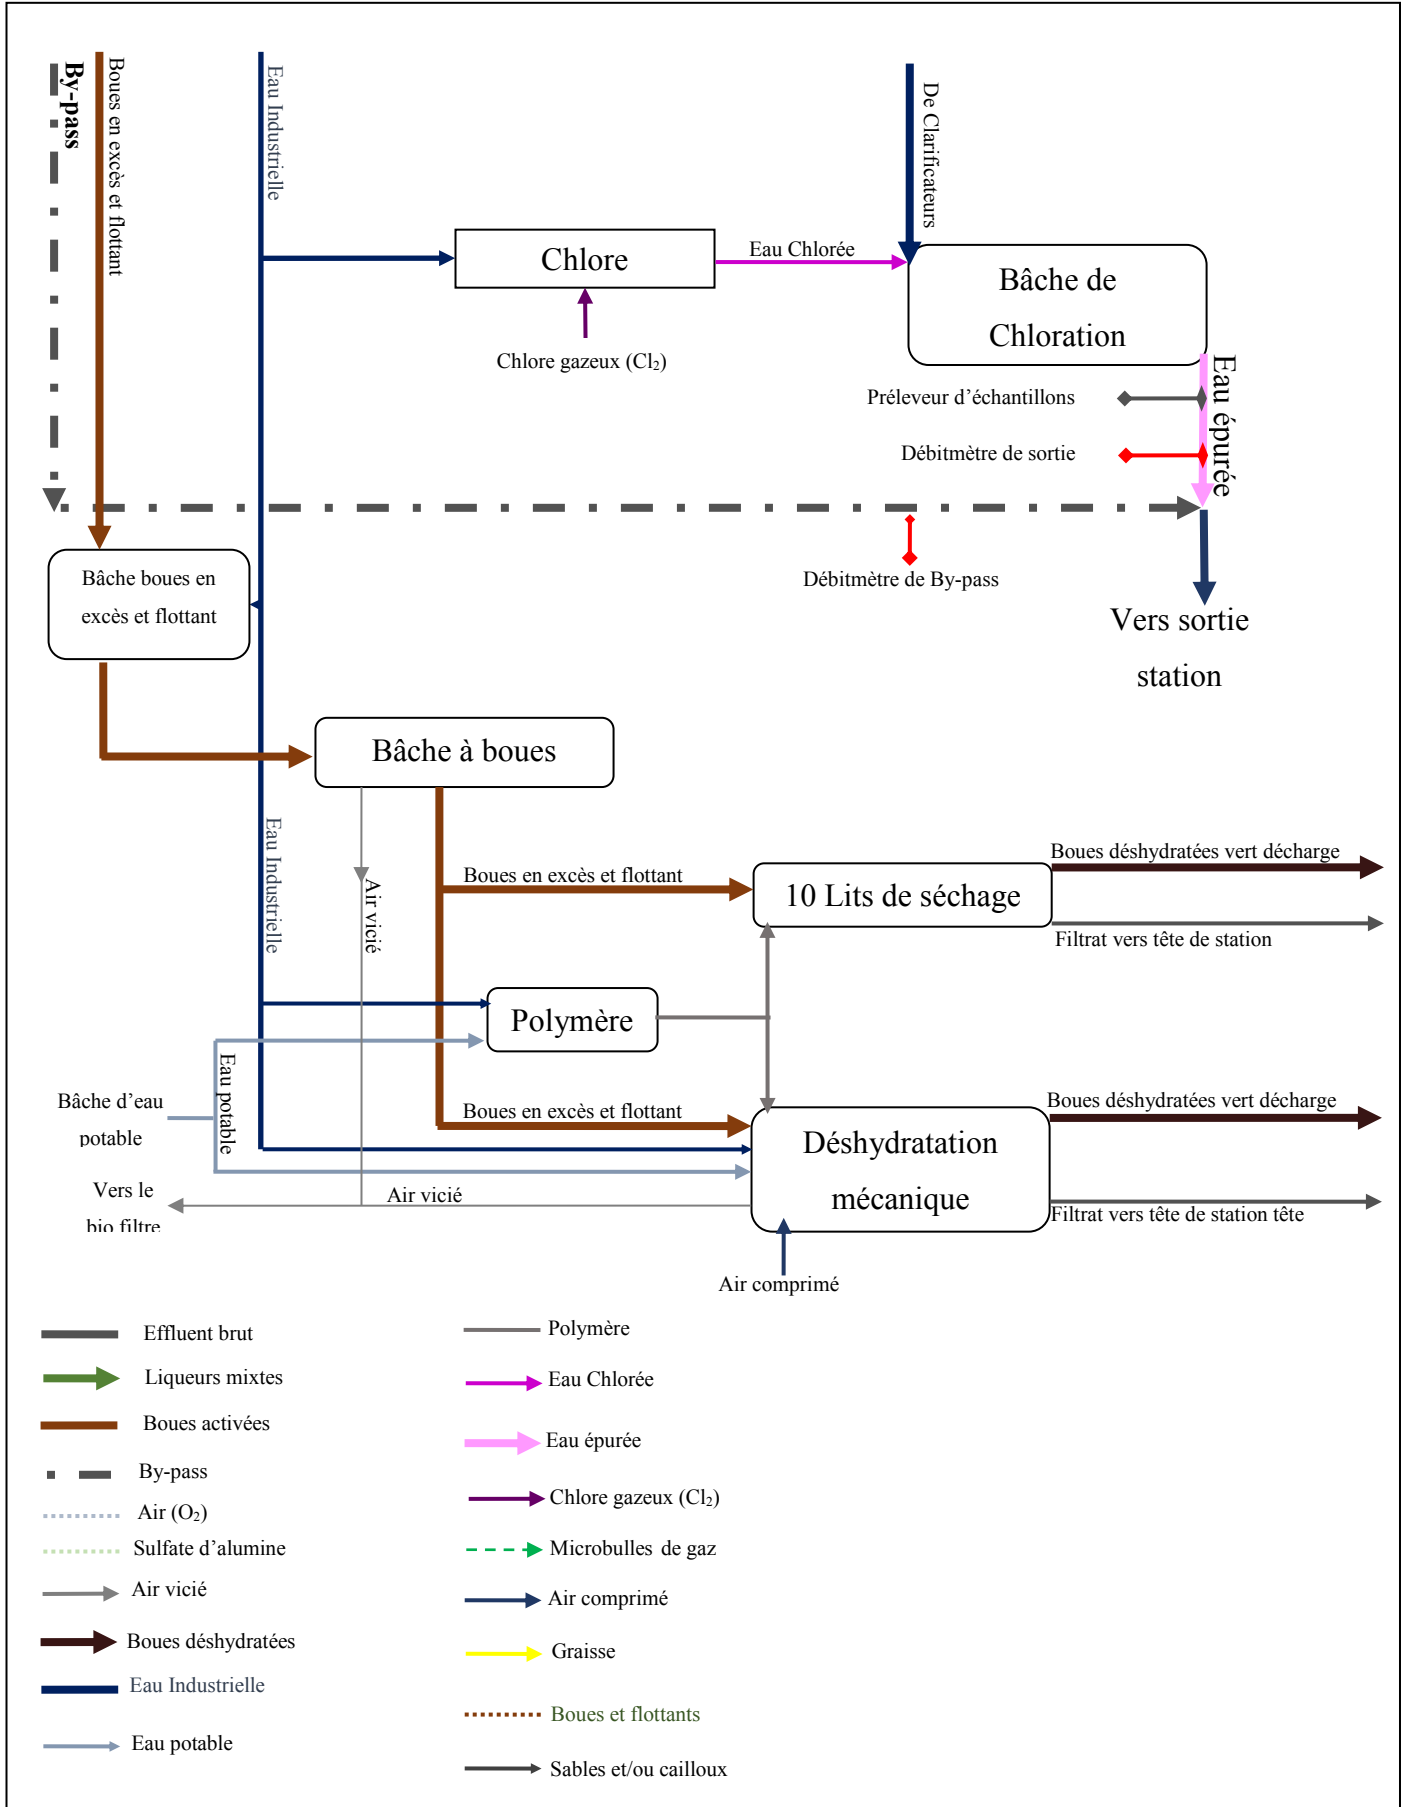 By-pass
Boues en excès et flottant
Eau Industrielle
De Clarificateurs
Chlore
Eau Chlorée
Bâche de
Chloration
Chlore gazeux (Cl₂)
Eau épurée
Préleveur d'échantillons
Débitmètre de sortie
Débitmètre de By-pass
Bâche boues en
excès et flottant
Vers sortie
station
Bâche à boues
Eau Industrielle
Air vicié
Boues en excès et flottant
10 Lits de séchage
Boues déshydratées vert décharge
Filtrat vers tête de station
Polymère
Eau potable
Bâche d'eau
potable
Boues en excès et flottant
Déshydratation
mécanique
Boues déshydratées vert décharge
Filtrat vers tête de station tête
Vers le
bio filtre
Air vicié
Air comprimé
Effluent brut
Liqueurs mixtes
Boues activées
By-pass
Air (O₂)
Sulfate d'alumine
Air vicié
Boues déshydratées
Eau Industrielle
Eau potable
Polymère
Eau Chlorée
Eau épurée
Chlore gazeux (Cl₂)
Microbulles de gaz
Air comprimé
Graisse
Boues et flottants
Sables et/ou cailloux